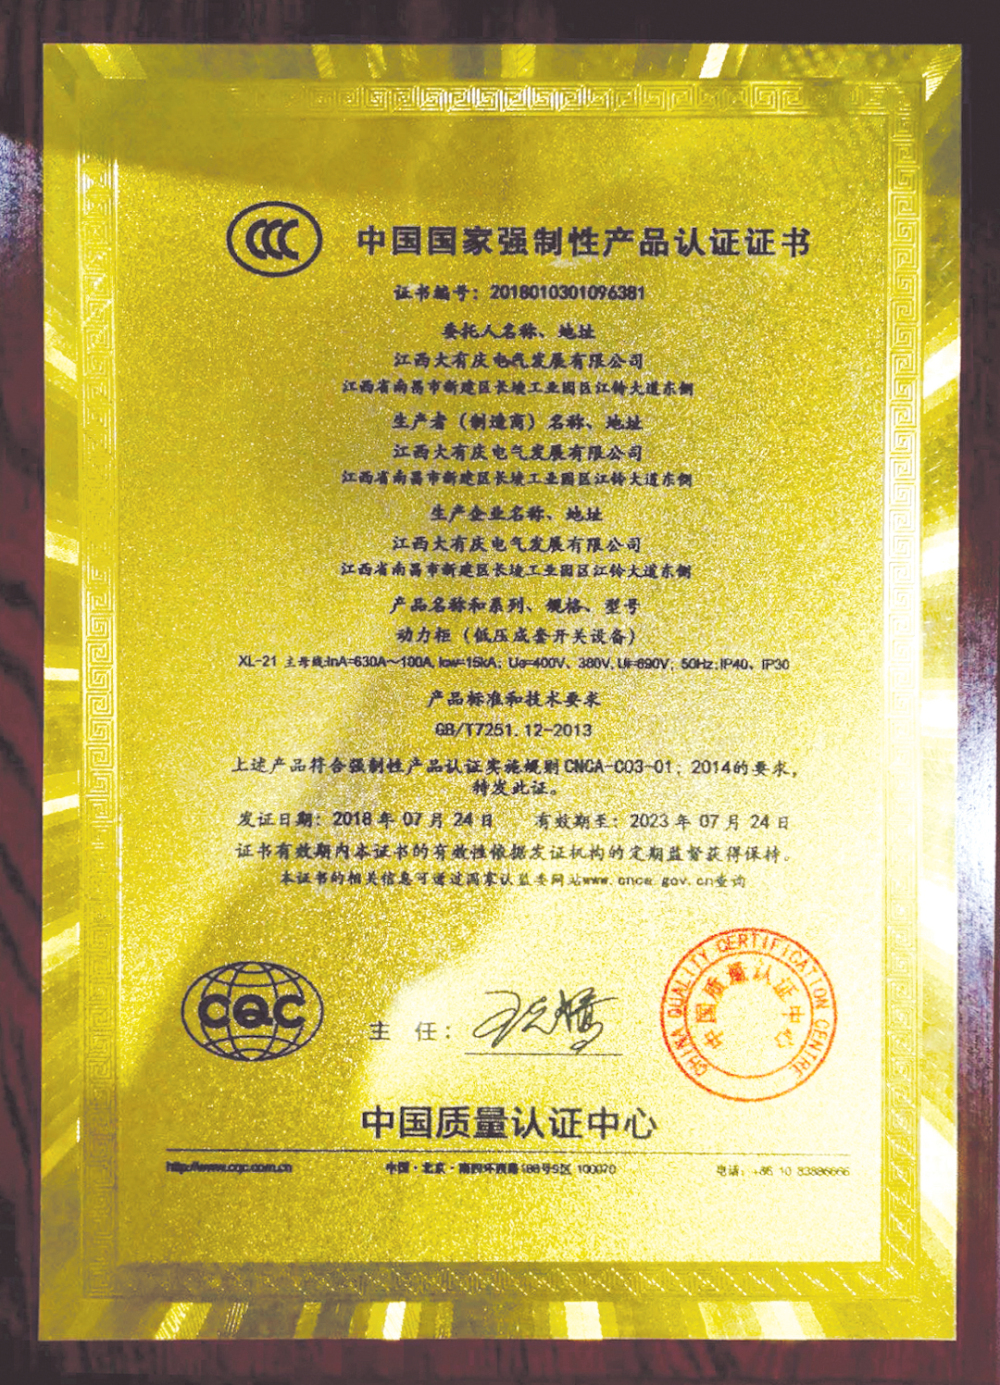 CCC
中国国家强制性产品认证证书
证书编号：2018010301096381
委托人名称、地址
江西大有庆电气发展有限公司
江西省南昌市新建区长堎工业园区江铃大道东侧
生产者（制造商）名称、地址
江西大有庆电气发展有限公司
江西省南昌市新建区长堎工业园区江铃大道东侧
生产企业名称、地址
江西大有庆电气发展有限公司
江西省南昌市新建区长堎工业园区江铃大道东侧
产品名称和系列、规格、型号
动力柜（低压成套开关设备）
XL-21 主母线:InA=630A～100A, Icw=15kA; Ue=400V、380V, Ui=690V; 50Hz; IP40、IP30
产品标准和技术要求
GB/T7251.12-2013
上述产品符合强制性产品认证实施规则CNCA-C03-01：2014的要求，
特发此证。
发证日期：2018 年 07 月 24 日 有效期至：2023 年 07 月 24 日
证书有效期内本证书的有效性依据发证机构的定期监督获得保持。
本证书的相关信息可通过国家认监委网站www.cnca.gov.cn查询
CQC
主 任：
CHINA QUALITY CERTIFICATION CENTRE
中国质量认证中心
中国质量认证中心
http://www.cqc.com.cn 中国·北京·南四环西路188号9区 100070 电话：+86 10 83886666